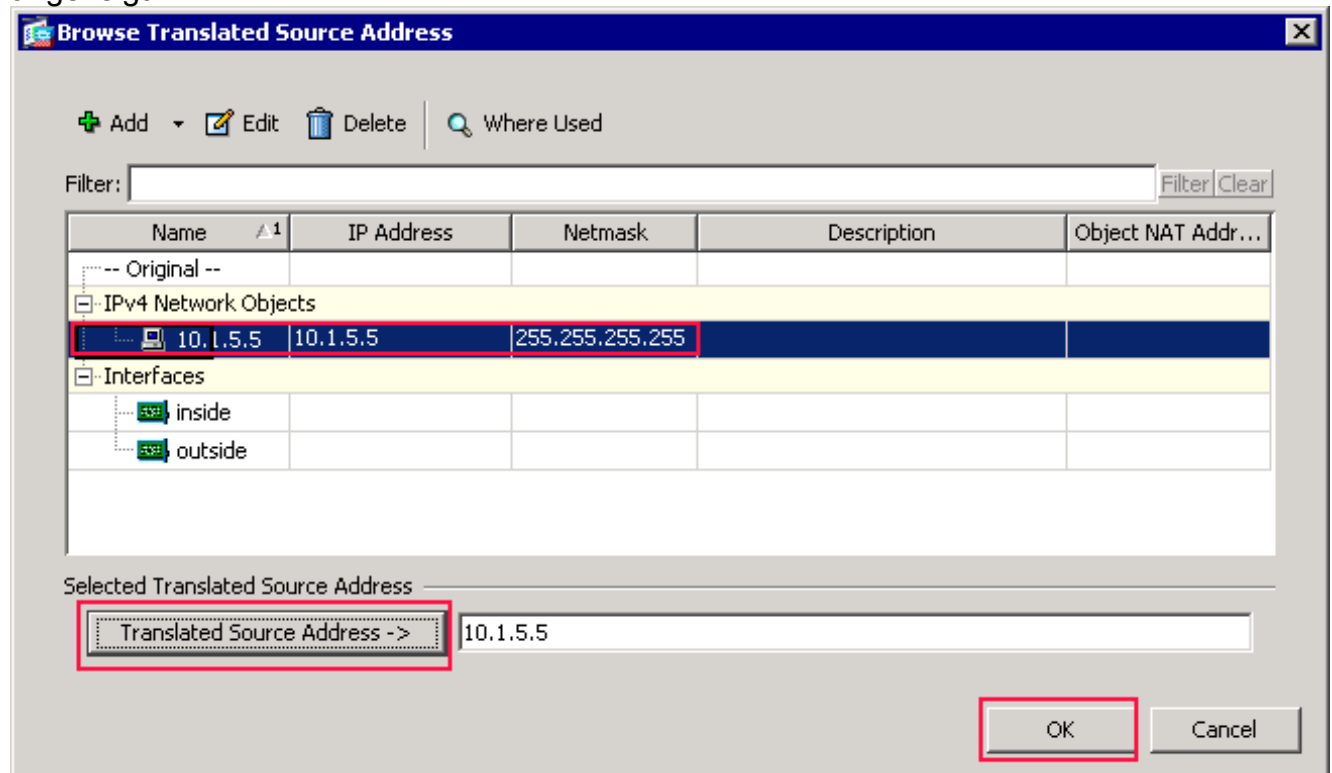 Browse Translated Source Address
Add Edit Delete Where Used
Filter: Filter Clear
Name 1 IP Address Netmask Description Object NAT Addr...
-- Original --
IPv4 Network Objects
10.1.5.5 10.1.5.5 255.255.255.255
Interfaces
inside
outside
Selected Translated Source Address
Translated Source Address -> 10.1.5.5
OK Cancel